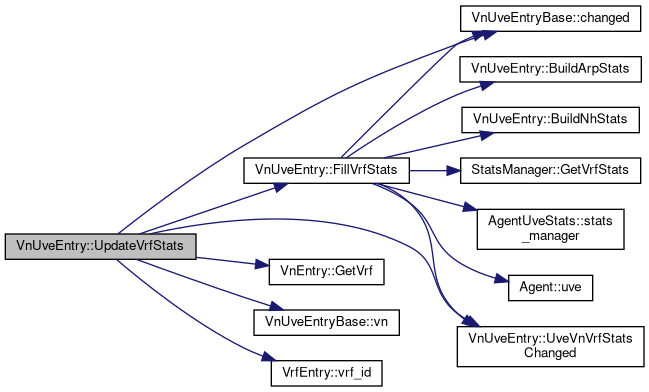 VnUveEntryBase::changed
VnUveEntry::BuildArpStats
VnUveEntry::BuildNhStats
VnUveEntry::FillVrfStats
StatsManager::GetVrfStats
AgentUveStats::stats
_manager
VnUveEntry::UpdateVrfStats
VnEntry::GetVrf
Agent::uve
VnUveEntryBase::vn
VnUveEntry::UveVnVrfStats
Changed
VrfEntry::vrf_id